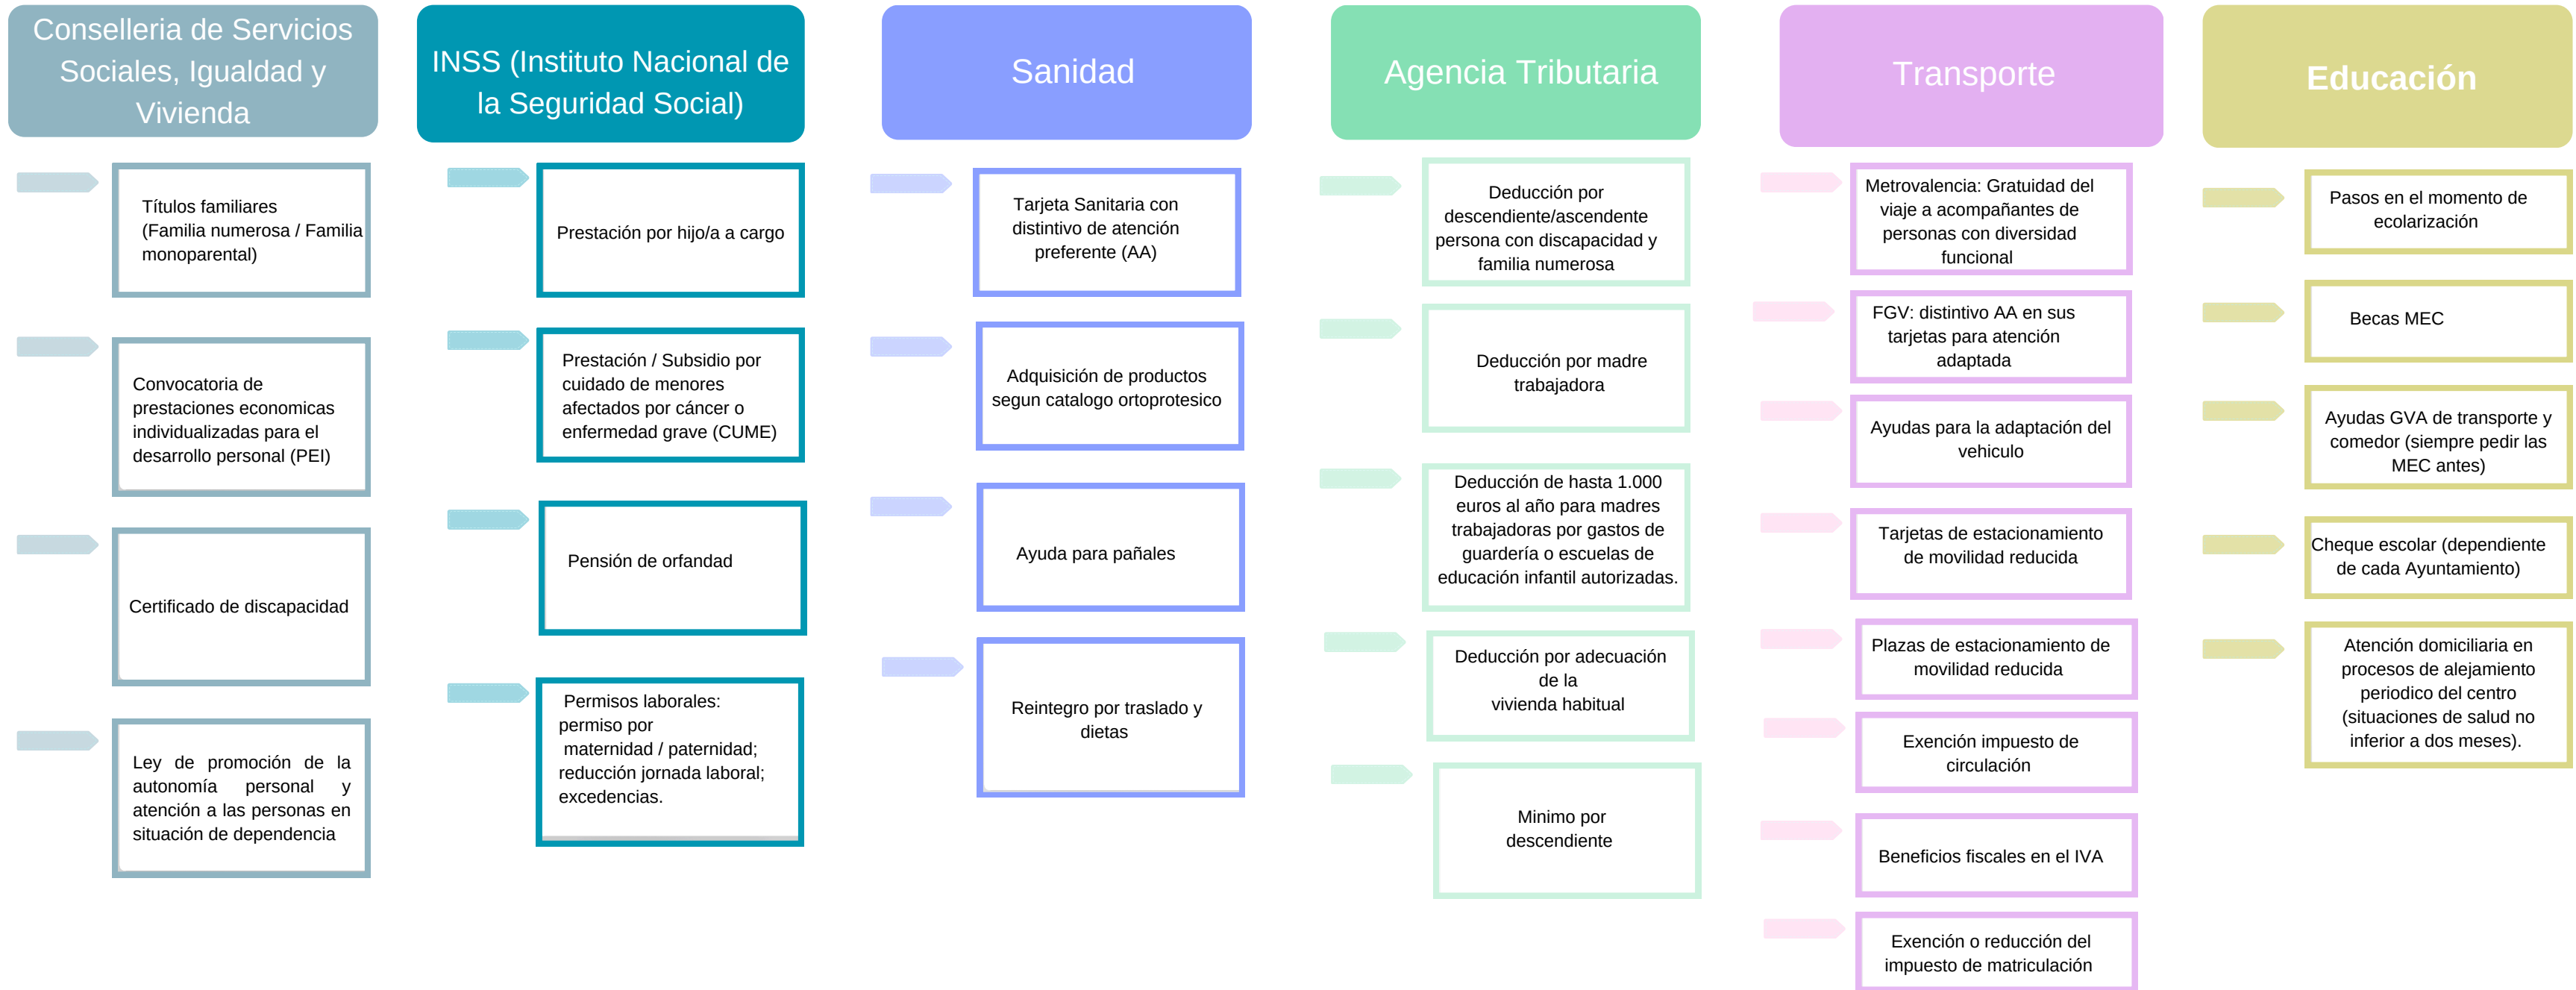 Conselleria de Servicios
Sociales, Igualdad y
Vivienda
Títulos familiares
(Familia numerosa / Familia
monoparental)
Convocatoria de
prestaciones economicas
individualizadas para el
desarrollo personal (PEI)
Certificado de discapacidad
Ley de promoción de la
autonomía personal y
atención a las personas en
situación de dependencia
INSS (Instituto Nacional de
la Seguridad Social)
Prestación por hijo/a a cargo
Prestación / Subsidio por
cuidado de menores
afectados por cáncer o
enfermedad grave (CUME)
Pensión de orfandad
Permisos laborales:
permiso por
maternidad / paternidad;
reducción jornada laboral;
excedencias.
Sanidad
Tarjeta Sanitaria con
distintivo de atención
preferente (AA)
Adquisición de productos
segun catalogo ortoprotesico
Ayuda para pañales
Reintegro por traslado y
dietas
Agencia Tributaria
Deducción por
descendiente/ascendente
persona con discapacidad y
familia numerosa
Deducción por madre
trabajadora
Deducción de hasta 1.000
euros al año para madres
trabajadoras por gastos de
guardería o escuelas de
educación infantil autorizadas.
Deducción por adecuación
de la
vivienda habitual
Minimo por
descendiente
Transporte
Metrovalencia: Gratuidad del
viaje a acompañantes de
personas con diversidad
funcional
FGV: distintivo AA en sus
tarjetas para atención
adaptada
Ayudas para la adaptación del
vehiculo
Tarjetas de estacionamiento
de movilidad reducida
Plazas de estacionamiento de
movilidad reducida
Exención impuesto de
circulación
Beneficios fiscales en el IVA
Exención o reducción del
impuesto de matriculación
Educación
Pasos en el momento de
ecolarización
Becas MEC
Ayudas GVA de transporte y
comedor (siempre pedir las
MEC antes)
Cheque escolar (dependiente
de cada Ayuntamiento)
Atención domiciliaria en
procesos de alejamiento
periodico del centro
(situaciones de salud no
inferior a dos meses).